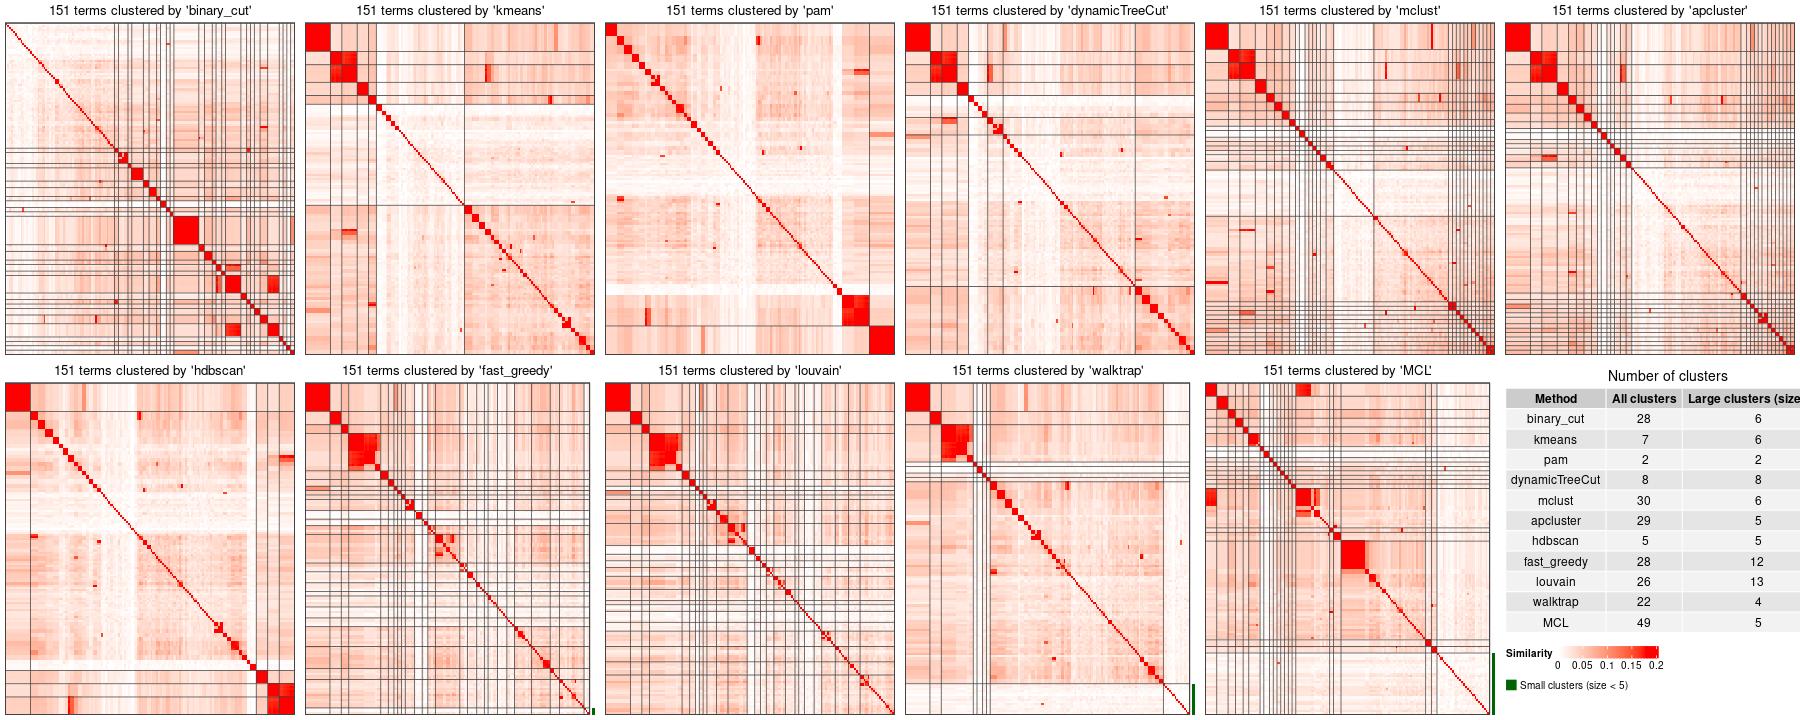 151 terms clustered by 'binary_cut'
151 terms clustered by 'kmeans'
151 terms clustered by 'pam'
151 terms clustered by 'dynamicTreeCut'
151 terms clustered by 'mclust'
151 terms clustered by 'apcluster'
151 terms clustered by 'hdbscan'
151 terms clustered by 'fast_greedy'
151 terms clustered by 'louvain'
151 terms clustered by 'walktrap'
151 terms clustered by 'MCL'
Number of clusters
Method All clusters Large clusters (size
binary_cut 28 6
kmeans 7 6
pam 2 2
dynamicTreeCut 8 8
mclust 30 6
apcluster 29 5
hdbscan 5 5
fast_greedy 28 12
louvain 26 13
walktrap 22 4
MCL 49 5
Similarity
0 0.05 0.1 0.15 0.2
Small clusters (size < 5)